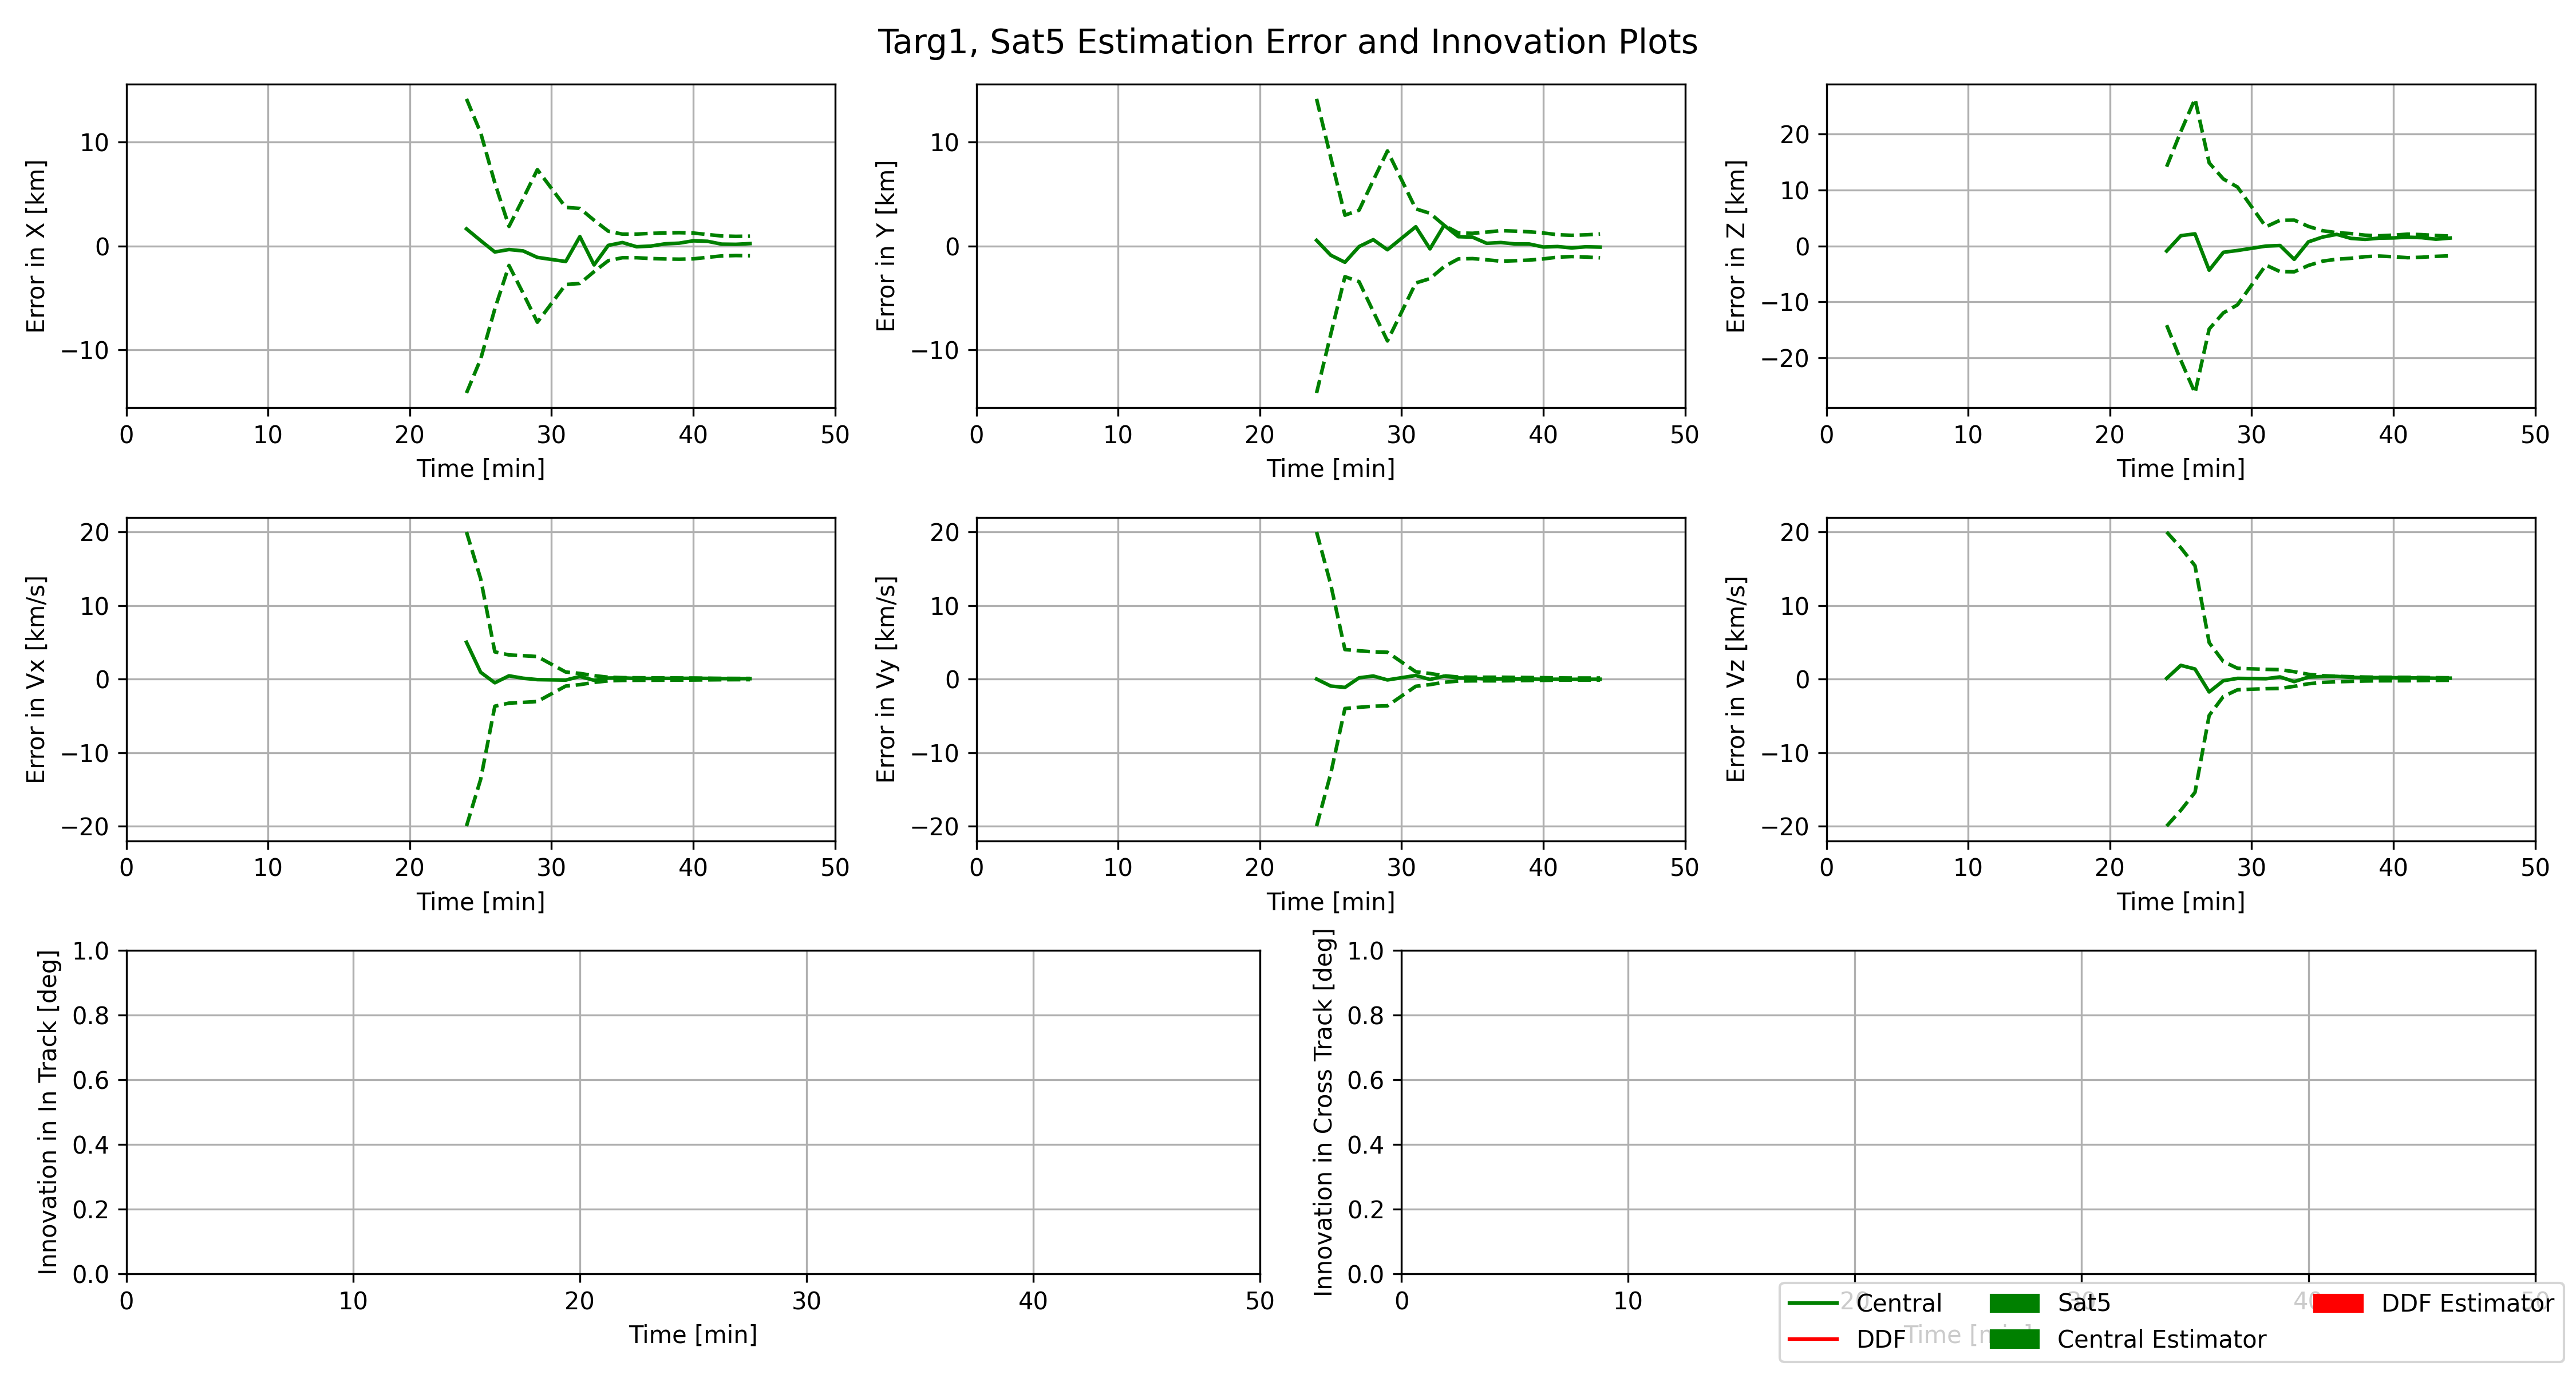 Targ1, Sat5 Estimation Error and Innovation Plots
Error in X [km]
10
0
−10
0 10 20 30 40 50
Time [min]
Error in Y [km]
10
0
−10
0 10 20 30 40 50
Time [min]
Error in Z [km]
20
10
0
−10
−20
0 10 20 30 40 50
Time [min]
Error in Vx [km/s]
20
10
0
−10
−20
0 10 20 30 40 50
Time [min]
Error in Vy [km/s]
20
10
0
−10
−20
0 10 20 30 40 50
Time [min]
Error in Vz [km/s]
20
10
0
−10
−20
0 10 20 30 40 50
Time [min]
Innovation in In Track [deg]
1.0
0.8
0.6
0.4
0.2
0.0
0 10 20 30 40 50
Time [min]
Innovation in Cross Track [deg]
1.0
0.8
0.6
0.4
0.2
0.0
0 10 20 30 40 50
Time [min]
Central
DDF
Sat5
Central Estimator
DDF Estimator